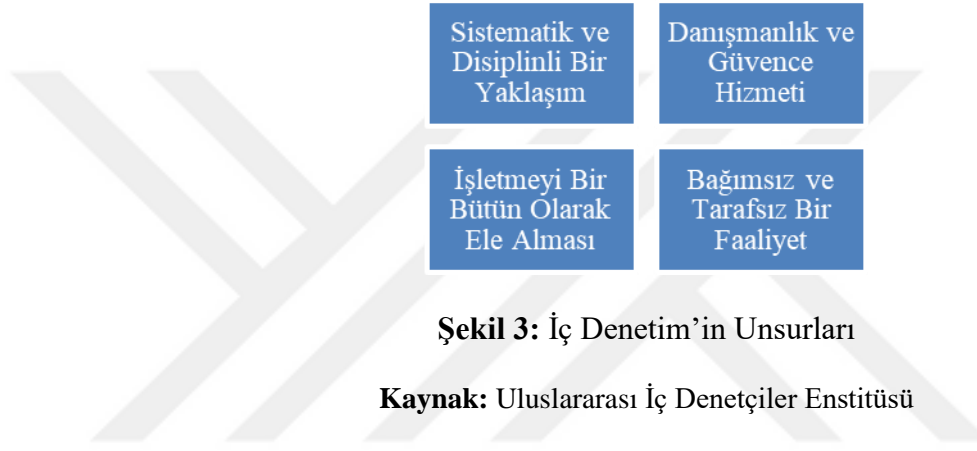 Sistematik ve
Disiplinli Bir
Yaklaşım
Danışmanlık ve
Güvence
Hizmeti
İşletmeyi Bir
Bütün Olarak
Ele Alması
Bağımsız ve
Tarafsız Bir
Faaliyet
Şekil 3: İç Denetim’in Unsurları
Kaynak: Uluslararası İç Denetçiler Enstitüsü